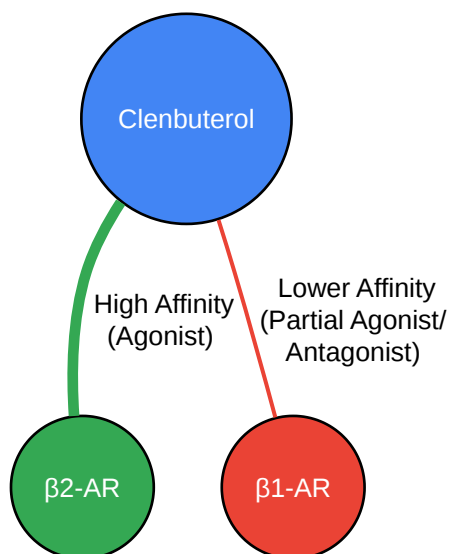 Clenbuterol
High Affinity
(Agonist)
Lower Affinity
(Partial Agonist/
Antagonist)
β2-AR
β1-AR